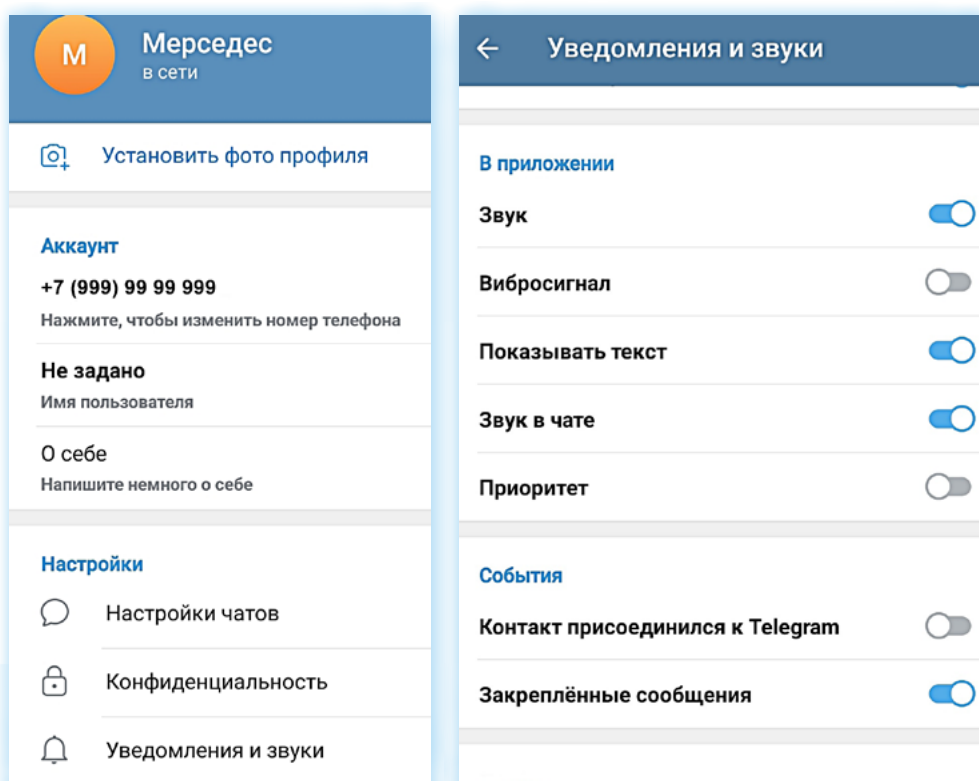 М
Мерседес
в сети
Установить фото профиля
Аккаунт
+7 (999) 99 99 999
Нажмите, чтобы изменить номер телефона
Не задано
Имя пользователя
О себе
Напишите немного о себе
Настройки
Настройки чатов
Конфиденциальность
Уведомления и звуки
Уведомления и звуки
В приложении
Звук
Вибросигнал
Показывать текст
Звук в чате
Приоритет
События
Контакт присоединился к Telegram
Закреплённые сообщения